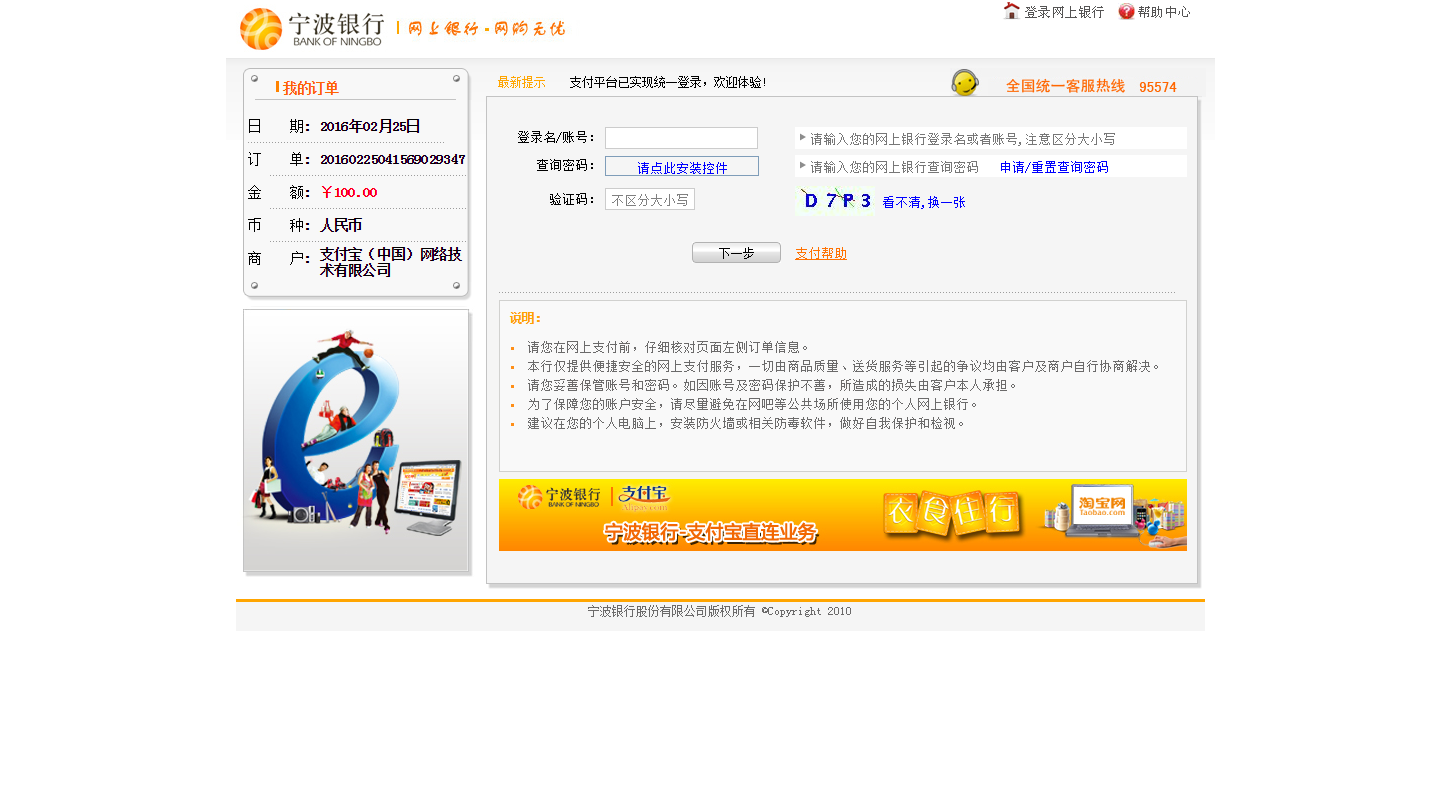 宁波银行
BANK OF NINGBO
网上银行-网购无忧
登录网上银行 帮助中心
我的订单
日 期: 2016年02月25日
订 单: 20160225041569029347
金 额: ￥100.00
币 种: 人民币
商 户: 支付宝（中国）网络技
术有限公司
最新提示 支付平台已实现统一登录，欢迎体验!
全国统一客服热线 95574
登录名/账号: 请输入您的网上银行登录名或者账号,注意区分大小写
查询密码: 请点此安装控件 请输入您的网上银行查询密码 申请/重置查询密码
验证码: 不区分大小写 D 7 P 3 看不清,换一张
下一步 支付帮助
说明:
请您在网上支付前，仔细核对页面左侧订单信息。
本行仅提供便捷安全的网上支付服务，一切由商品质量、送货服务等引起的争议均由客户及商户自行协商解决。
请您妥善保管账号和密码。如因账号及密码保护不善，所造成的损失由客户本人承担。
为了保障您的账户安全，请尽量避免在网吧等公共场所使用您的个人网上银行。
建议在您的个人电脑上，安装防火墙或相关防毒软件，做好自我保护和检视。
宁波银行
BANK OF NINGBO
支付宝
Alipay.com
宁波银行-支付宝直连业务
衣食住行
淘宝网
Taobao.com
宁波银行股份有限公司版权所有 ©Copyright 2010